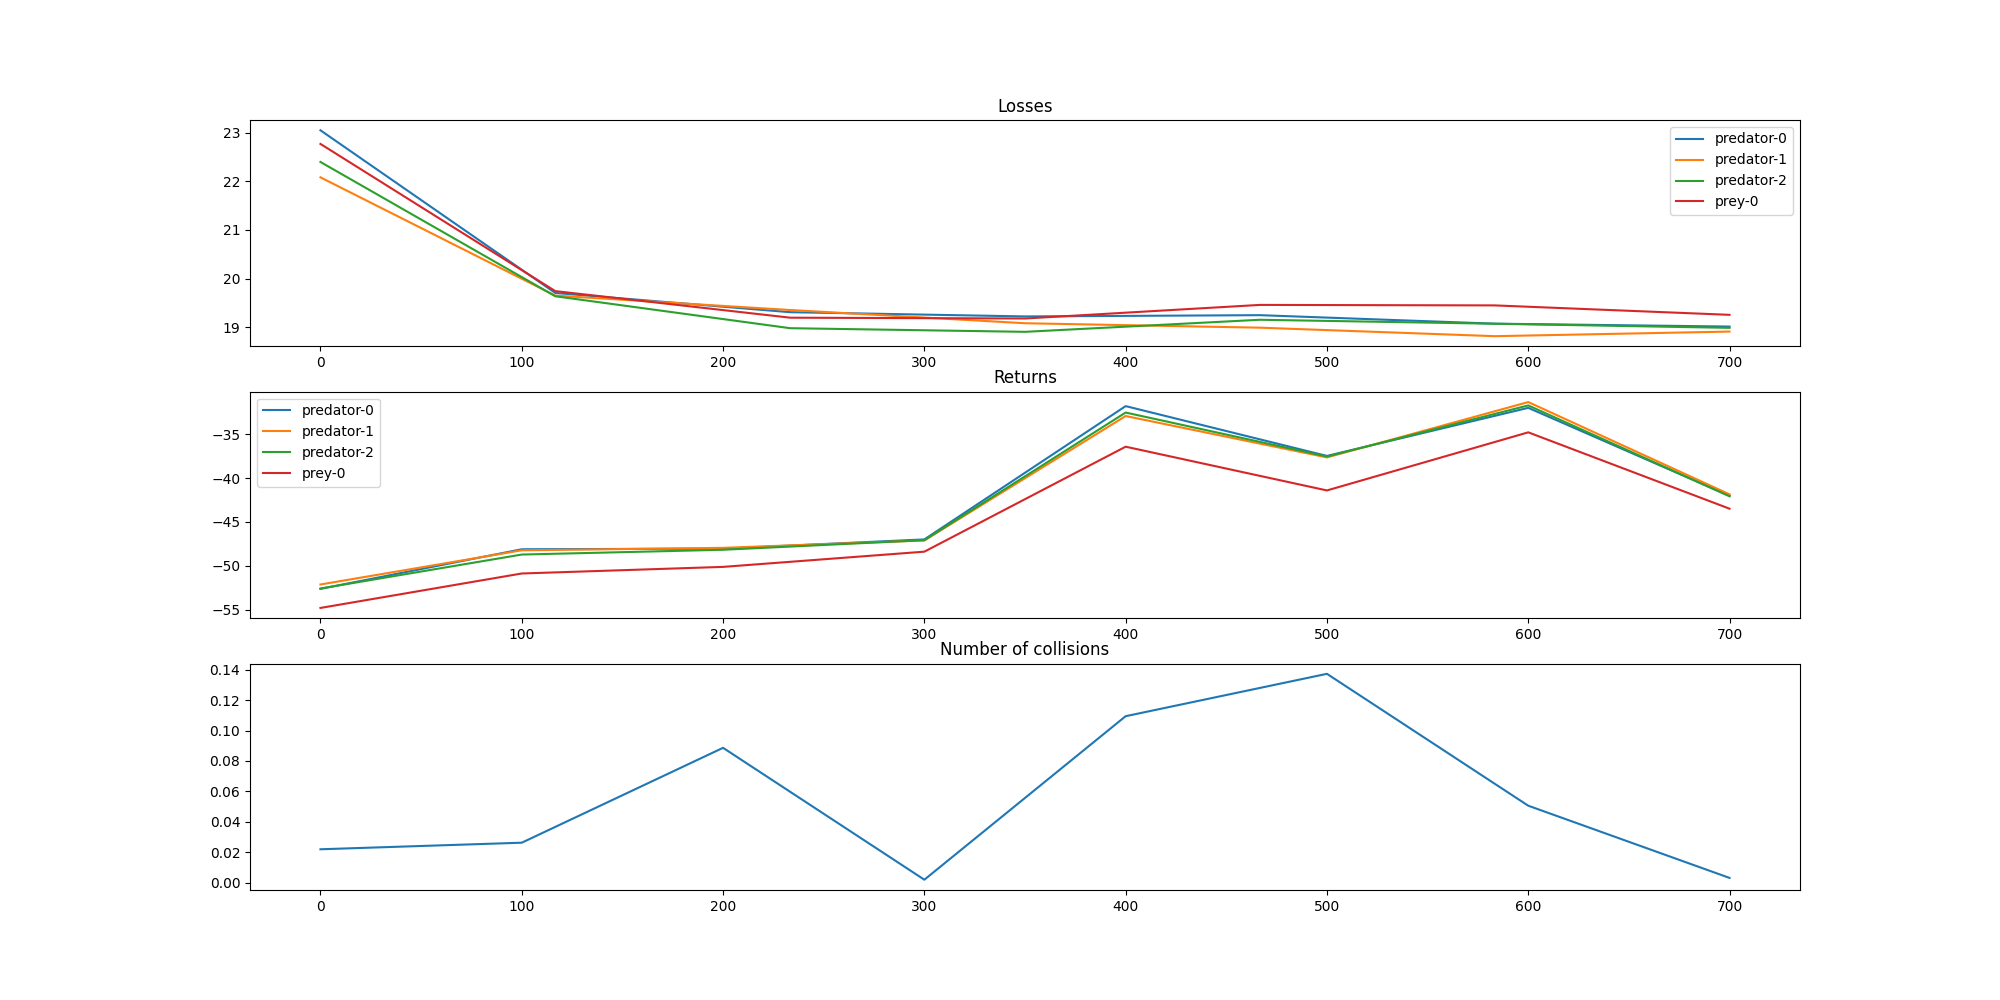 Losses
23
22
21
20
19
predator-0
predator-1
predator-2
prey-0
0 100 200 300 400 500 600 700
Returns
−35
−40
−45
−50
−55
predator-0
predator-1
predator-2
prey-0
0 100 200 300 400 500 600 700
Number of collisions
0.14
0.12
0.10
0.08
0.06
0.04
0.02
0.00
0 100 200 300 400 500 600 700